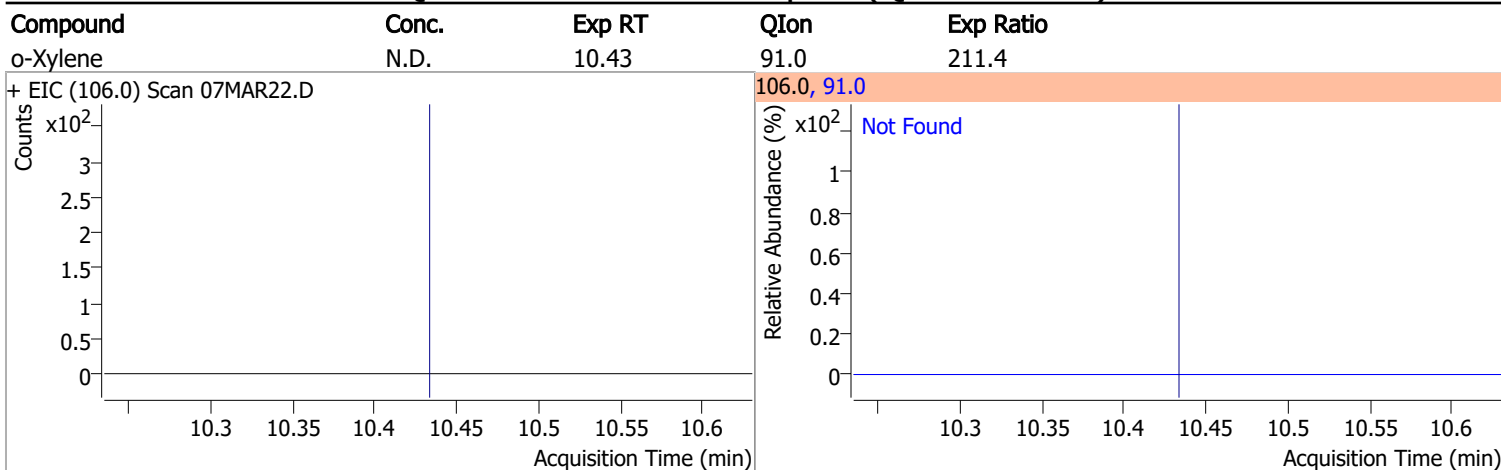 Compound Conc. Exp RT QIon Exp Ratio
o-Xylene N.D. 10.43 91.0 211.4
+ EIC (106.0) Scan 07MAR22.D
Counts
x10²
3
2.5
2
1.5
1
0.5
0
10.3 10.35 10.4 10.45 10.5 10.55 10.6
Acquisition Time (min)
106.0, 91.0
Relative Abundance (%)
x10²
Not Found
1
0.8
0.6
0.4
0.2
0
10.3 10.35 10.4 10.45 10.5 10.55 10.6
Acquisition Time (min)